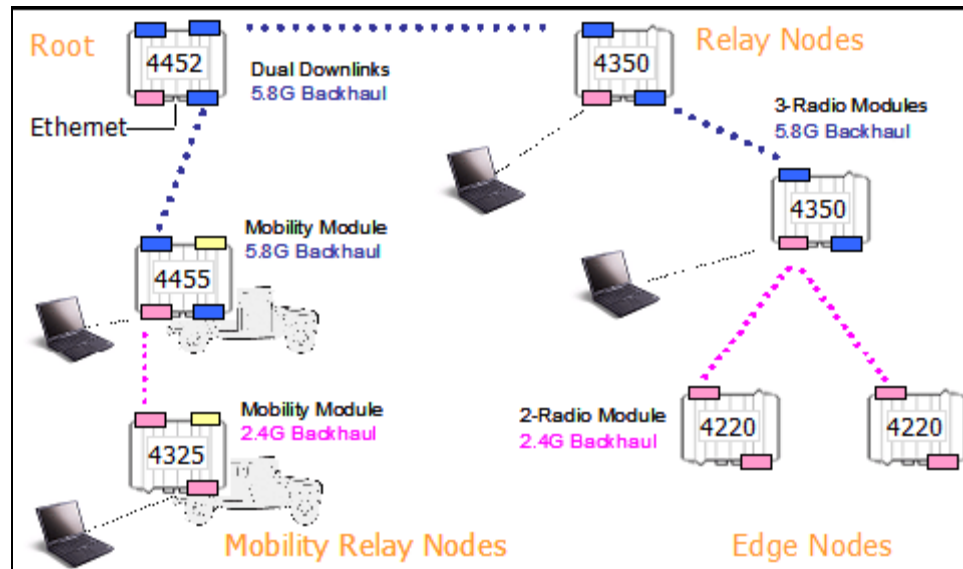 Root
4452
Ethernet
Dual Downlinks
5.8G Backhaul
4350
Relay Nodes
3-Radio Modules
5.8G Backhaul
4350
Mobility Module
5.8G Backhaul
4455
Mobility Module
2.4G Backhaul
4325
2-Radio Module
2.4G Backhaul
4220
4220
Mobility Relay Nodes
Edge Nodes